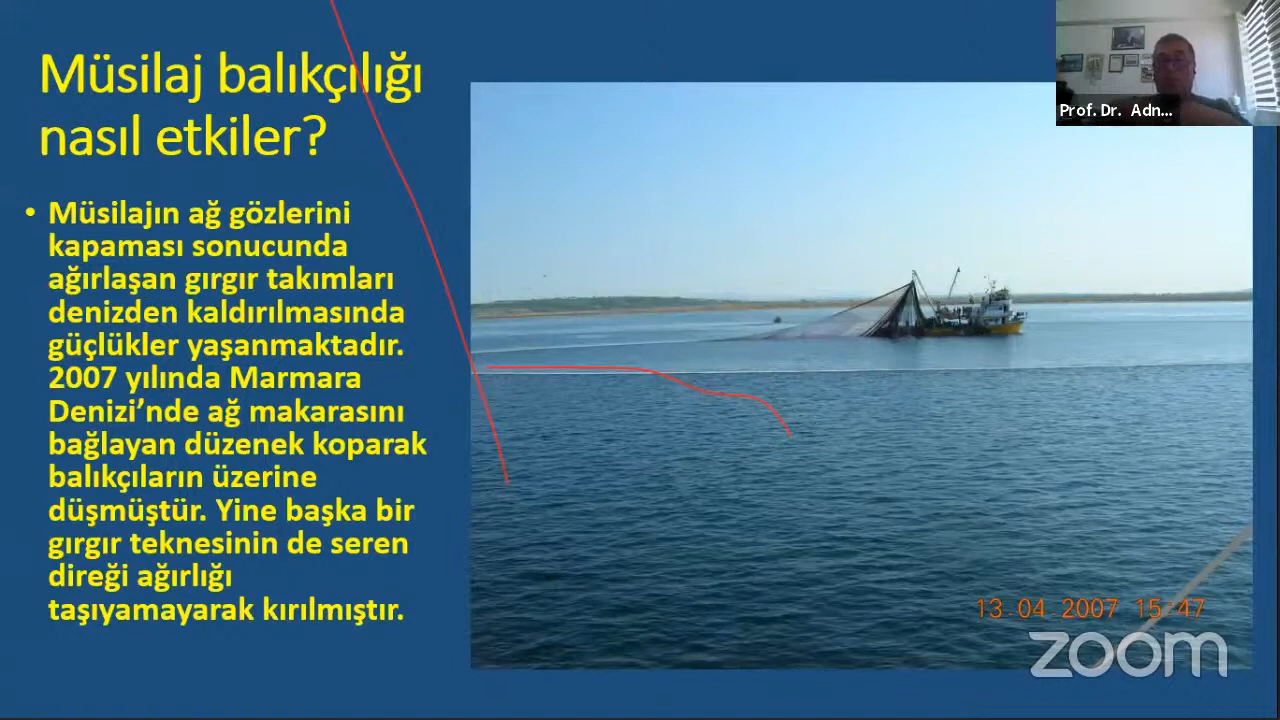 Müsilaj balıkçılığı
nasıl etkiler?
• Müsilajın ağ gözlerini
kapaması sonucunda
ağırlaşan gırgır takımları
denizden kaldırılmasında
güçlükler yaşanmaktadır.
2007 yılında Marmara
Denizi’nde ağ makarasını
bağlayan düzenek koparak
balıkçıların üzerine
düşmüştür. Yine başka bir
gırgır teknesinin de seren
direği ağırlığı
taşıyamayarak kırılmıştır.
Prof. Dr. Adn...
13 04 2007 15:47
zoom